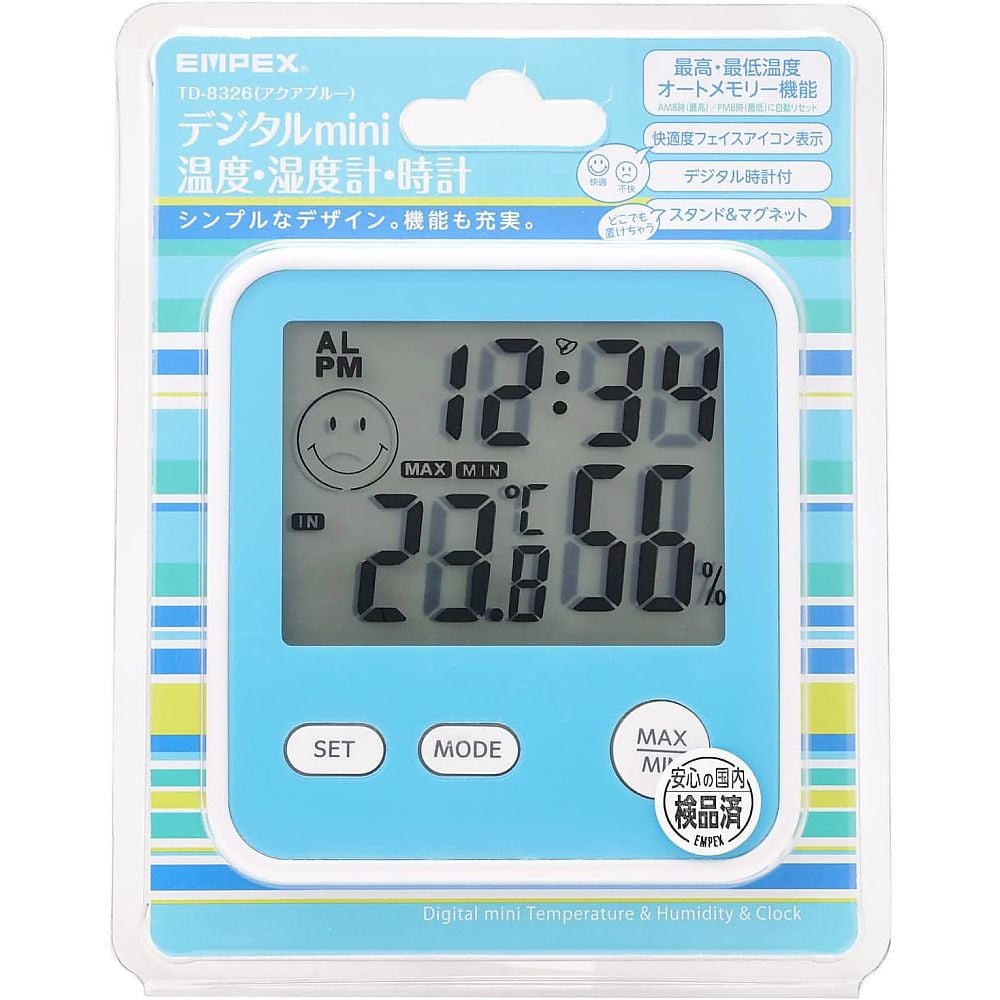 EMPEX®
TD-8326(アクアブルー)
デジタルmini
温度・湿度計・時計
シンプルなデザイン。機能も充実。
最高・最低温度
オートメモリー機能
AM8時(最高)/PM8時(最低)に自動リセット
快適度フェイスアイコン表示
快適 不快
デジタル時計付
どこでも
置けちゃう
スタンド&マグネット
AL
PM
12:34
MAX MIN
IN
23.8℃ 56%
SET
MODE
MAX
安心の国内
検品済
EMPEX
Digital mini Temperature & Humidity & Clock